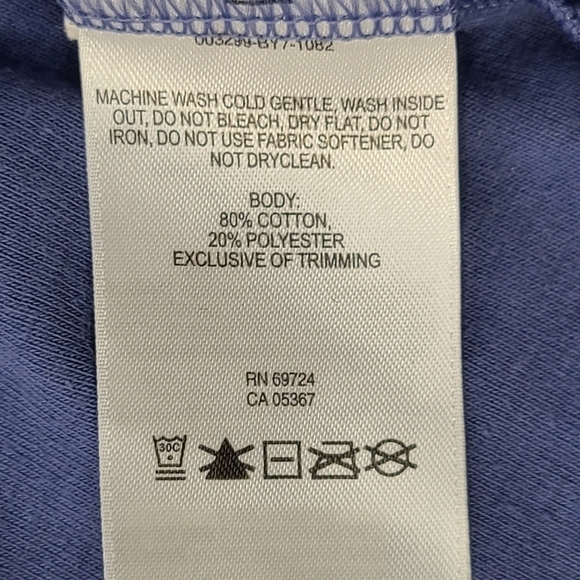 MACHINE WASH COLD GENTLE, WASH INSIDE
OUT, DO NOT BLEACH, DRY FLAT, DO NOT
IRON, DO NOT USE FABRIC SOFTENER, DO
NOT DRYCLEAN.
BODY:
80% COTTON,
20% POLYESTER
EXCLUSIVE OF TRIMMING
RN 69724
CA 05367
30C